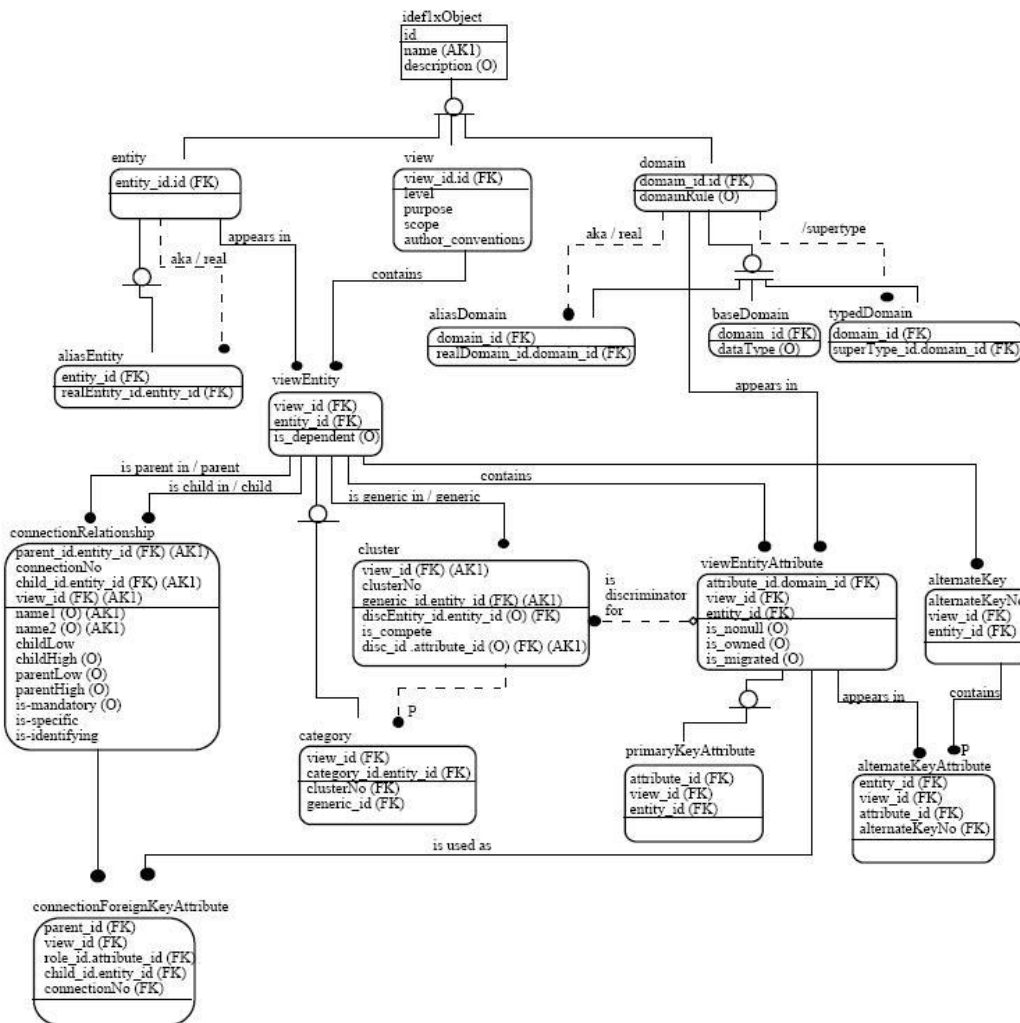 idef1xObject
id
name (AK1)
description (O)
entity
entity_id.id (FK)
view
view_id.id (FK)
level
purpose
scope
author_conventions
domain
domain_id.id (FK)
domainRule (O)
appears in
aka / real
contains
aka / real
/supertype
aliasDomain
domain_id (FK)
realDomain_id.domain_id (FK)
baseDomain
domain_id (FK)
dataType (O)
typedDomain
domain_id (FK)
superType_id.domain_id (FK)
aliasEntity
entity_id (FK)
realEntity_id.entity_id (FK)
viewEntity
view_id (FK)
entity_id (FK)
is_dependent (O)
appears in
is parent in / parent
is child in / child
is generic in / generic
contains
connectionRelationship
parent_id.entity_id (FK) (AK1)
connectionNo
child_id.entity_id (FK) (AK1)
view_id (FK) (AK1)
name1 (O) (AK1)
name2 (O) (AK1)
childLow
childHigh (O)
parentLow (O)
parentHigh (O)
is-mandatory (O)
is-specific
is-identifying
cluster
view_id (FK) (AK1)
clusterNo
generic_id.entity_id (FK) (AK1)
discEntity_id.entity_id (O) (FK)
is_compete
disc_id .attribute_id (O) (FK) (AK1)
is
discriminator
for
viewEntityAttribute
attribute_id.domain_id (FK)
view_id (FK)
entity_id (FK)
is_nonull (O)
is_owned (O)
is_migrated (O)
alternateKey
alternateKeyNo
view_id (FK)
entity_id (FK)
p
category
view_id (FK)
category_id.entity_id (FK)
clusterNo (FK)
generic_id (FK)
primaryKeyAttribute
attribute_id (FK)
view_id (FK)
entity_id (FK)
appears in
contains
p
alternateKeyAttribute
entity_id (FK)
view_id (FK)
attribute_id (FK)
alternateKeyNo (FK)
is used as
connectionForeignKeyAttribute
parent_id (FK)
view_id (FK)
role_id.attribute_id (FK)
child_id.entity_id (FK)
connectionNo (FK)